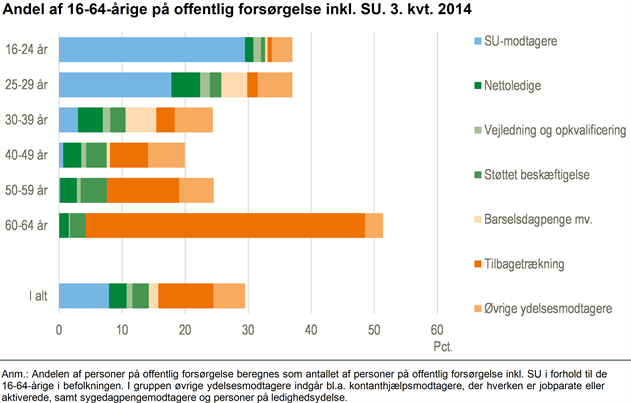 Andel af 16-64-årige på offentlig forsørgelse inkl. SU. 3. kvt. 2014
16-24 år
25-29 år
30-39 år
40-49 år
50-59 år
60-64 år
I alt
0
10
20
30
40
50
60
Pct.
SU-modtagere
Nettoledige
Vejledning og opkvalificering
Støttet beskæftigelse
Barselsdagpenge mv.
Tilbagetrækning
Øvrige ydelsesmodtagere
Anm.: Andelen af personer på offentlig forsørgelse beregnes som antallet af personer på offentlig forsørgelse inkl. SU i forhold til de
16-64-årige i befolkningen. I gruppen øvrige ydelsesmodtagere indgår bl.a. kontanthjælpsmodtagere, der hverken er jobparate eller
aktiverede, samt sygedagpengemodtagere og personer på ledighedsydelse.